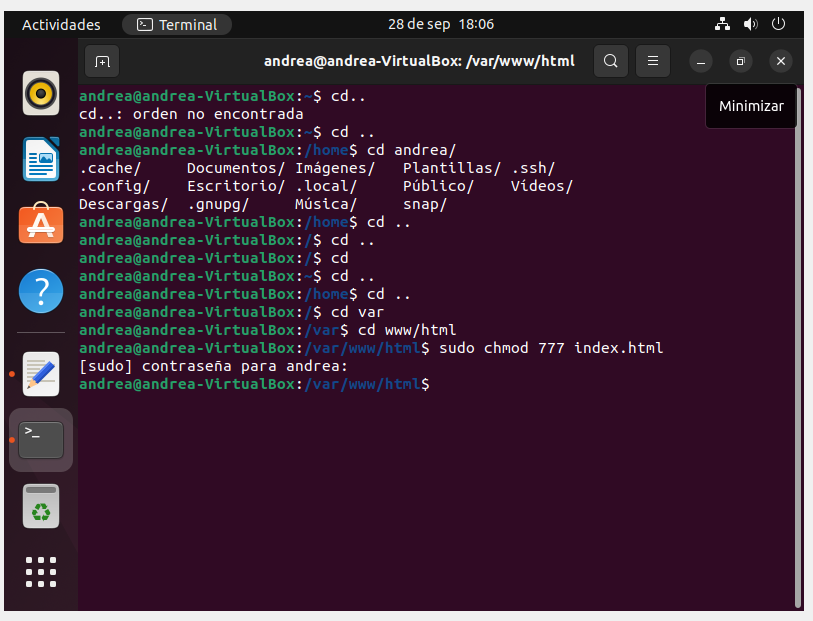 Actividades Terminal 28 de sep 18:06
andrea@andrea-VirtualBox: /var/www/html
Minimizar
andrea@andrea-VirtualBox:~$ cd..
cd..: orden no encontrada
andrea@andrea-VirtualBox:~$ cd ..
andrea@andrea-VirtualBox:/home$ cd andrea/
.cache/ Documentos/ Imágenes/ Plantillas/ .ssh/
.config/ Escritorio/ .local/ Público/ Vídeos/
Descargas/ .gnupg/ Música/ snap/
andrea@andrea-VirtualBox:/home$ cd ..
andrea@andrea-VirtualBox:/$ cd ..
andrea@andrea-VirtualBox:/$ cd
andrea@andrea-VirtualBox:~$ cd ..
andrea@andrea-VirtualBox:/home$ cd ..
andrea@andrea-VirtualBox:/$ cd var
andrea@andrea-VirtualBox:/var$ cd www/html
andrea@andrea-VirtualBox:/var/www/html$ sudo chmod 777 index.html
[sudo] contraseña para andrea:
andrea@andrea-VirtualBox:/var/www/html$